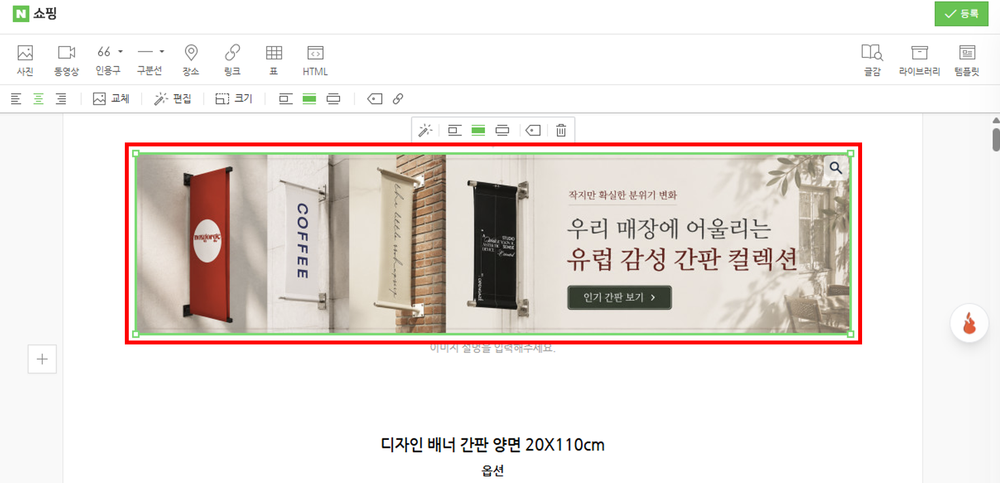 N 쇼핑
등록
사진 동영상 인용구 구분선 장소 링크 표 HTML
글감 라이브러리 템플릿
교체 편집 크기
COFFEE
STUDIO
SENSE
작지만 확실한 분위기 변화
우리 매장에 어울리는
유럽 감성 간판 컬렉션
인기 간판 보기
이미지 설명을 입력해주세요.
디자인 배너 간판 양면 20X110cm
옵션